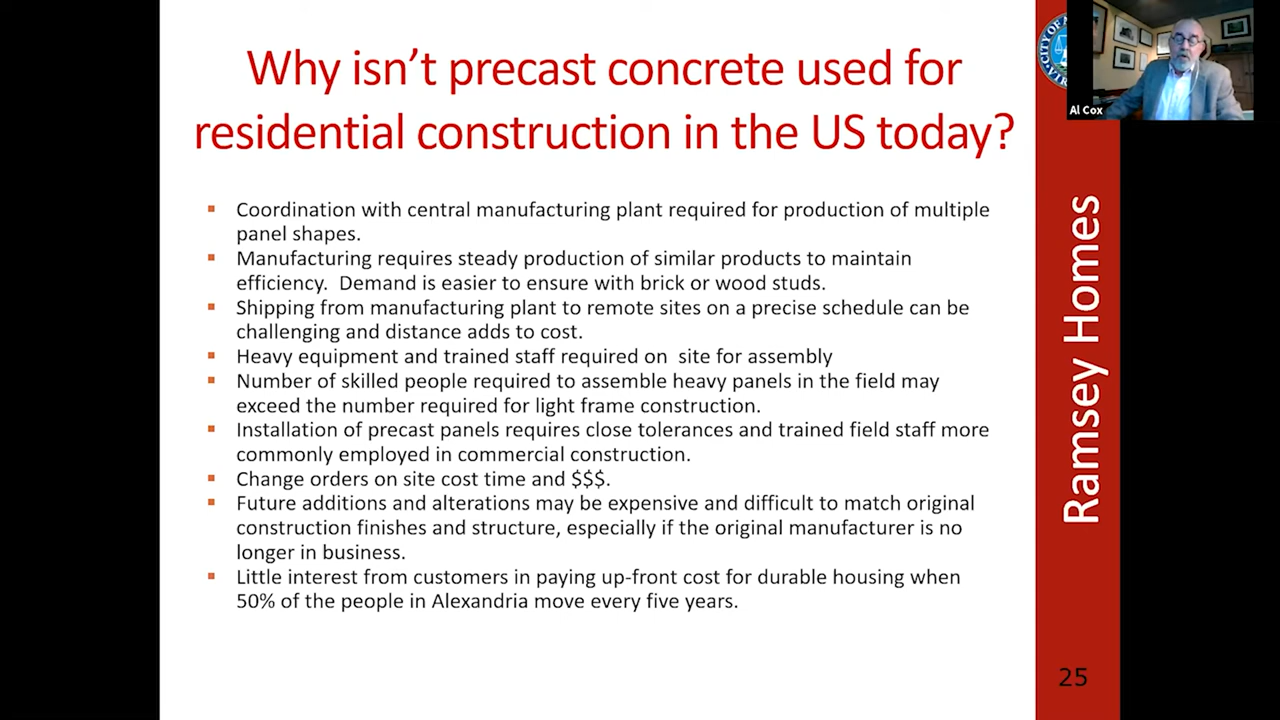 Why isn't precast concrete used for
residential construction in the US today?
▪ Coordination with central manufacturing plant required for production of multiple
panel shapes.
▪ Manufacturing requires steady production of similar products to maintain
efficiency.  Demand is easier to ensure with brick or wood studs.
▪ Shipping from manufacturing plant to remote sites on a precise schedule can be
challenging and distance adds to cost.
▪ Heavy equipment and trained staff required on  site for assembly
▪ Number of skilled people required to assemble heavy panels in the field may
exceed the number required for light frame construction.
▪ Installation of precast panels requires close tolerances and trained field staff more
commonly employed in commercial construction.
▪ Change orders on site cost time and $$$.
▪ Future additions and alterations may be expensive and difficult to match original
construction finishes and structure, especially if the original manufacturer is no
longer in business.
▪ Little interest from customers in paying up-front cost for durable housing when
50% of the people in Alexandria move every five years.
Ramsey Homes
25
CITY OF
Al Cox